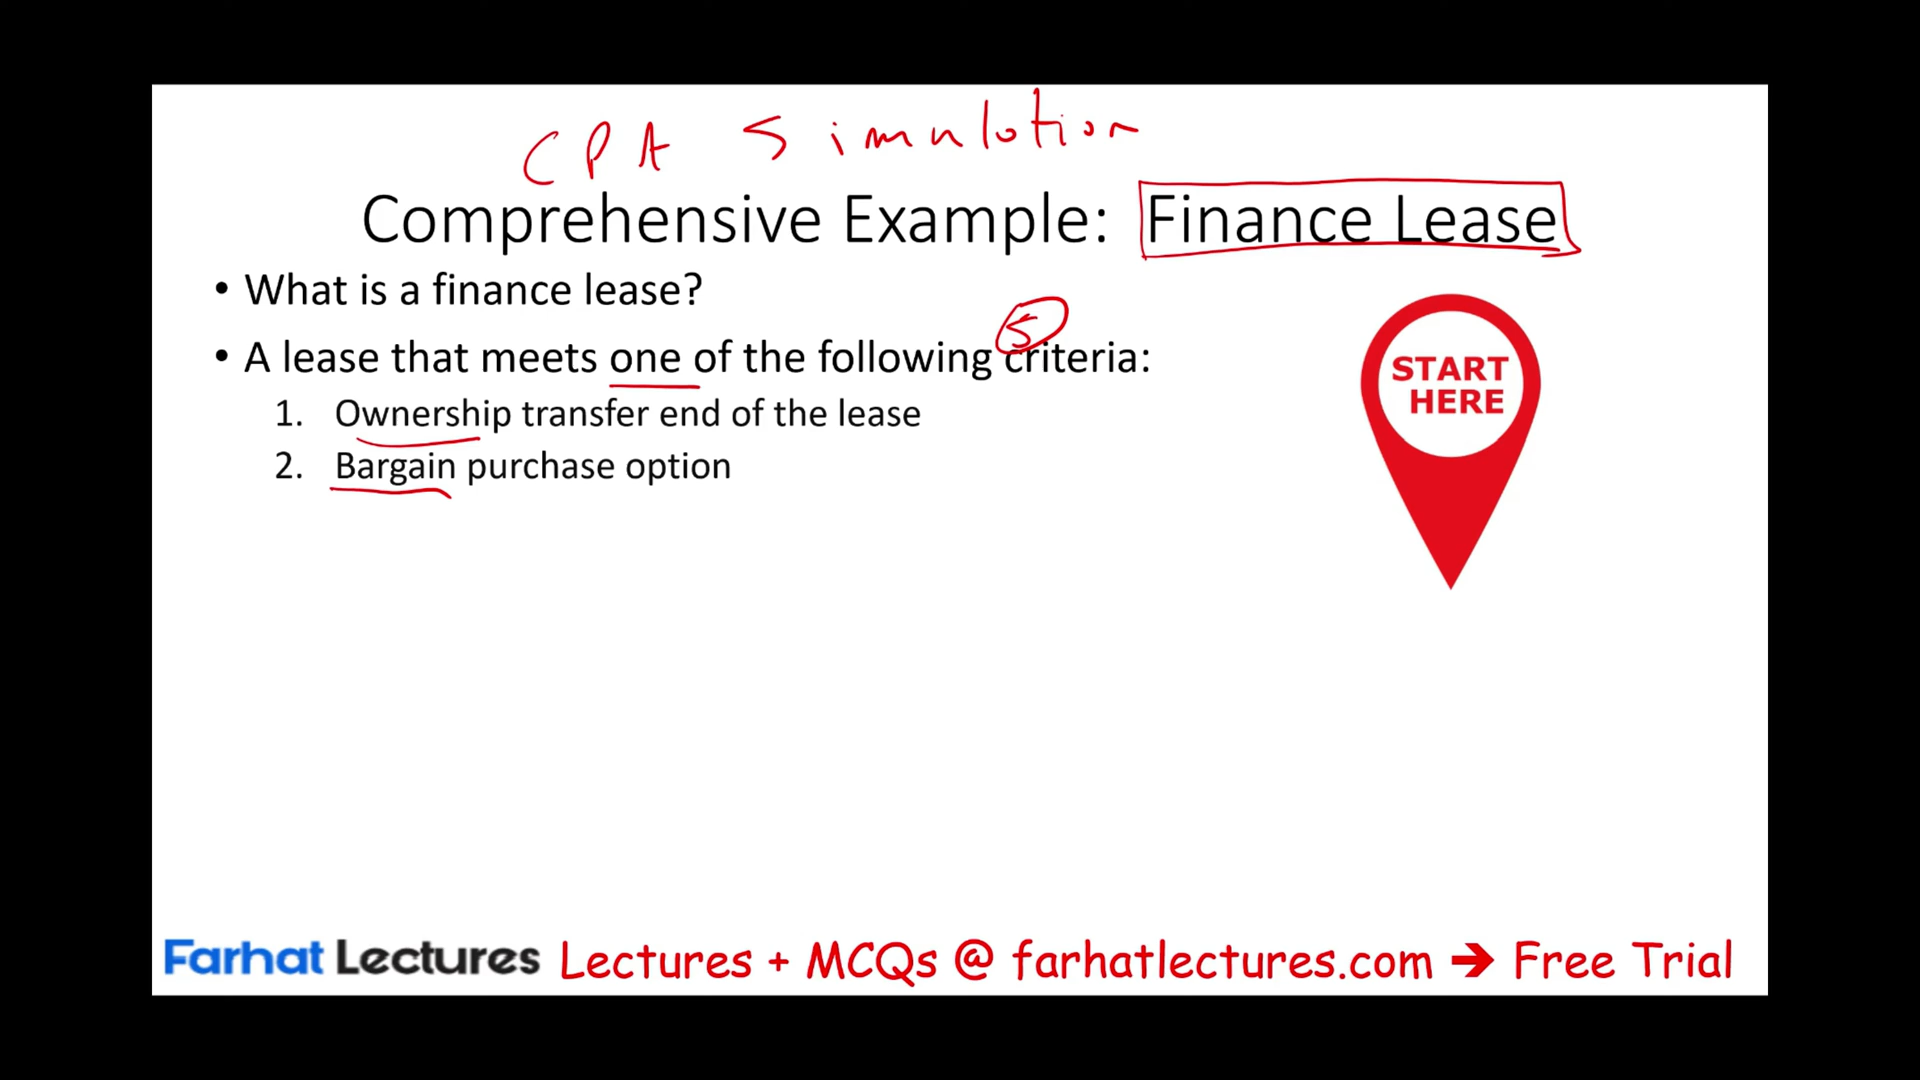 CPA Simulation
Comprehensive Example: Finance Lease
• What is a finance lease?
5
• A lease that meets one of the following criteria:
1. Ownership transfer end of the lease
2. Bargain purchase option
START
HERE
Farhat Lectures Lectures + MCQs @ farhatlectures.com → Free Trial